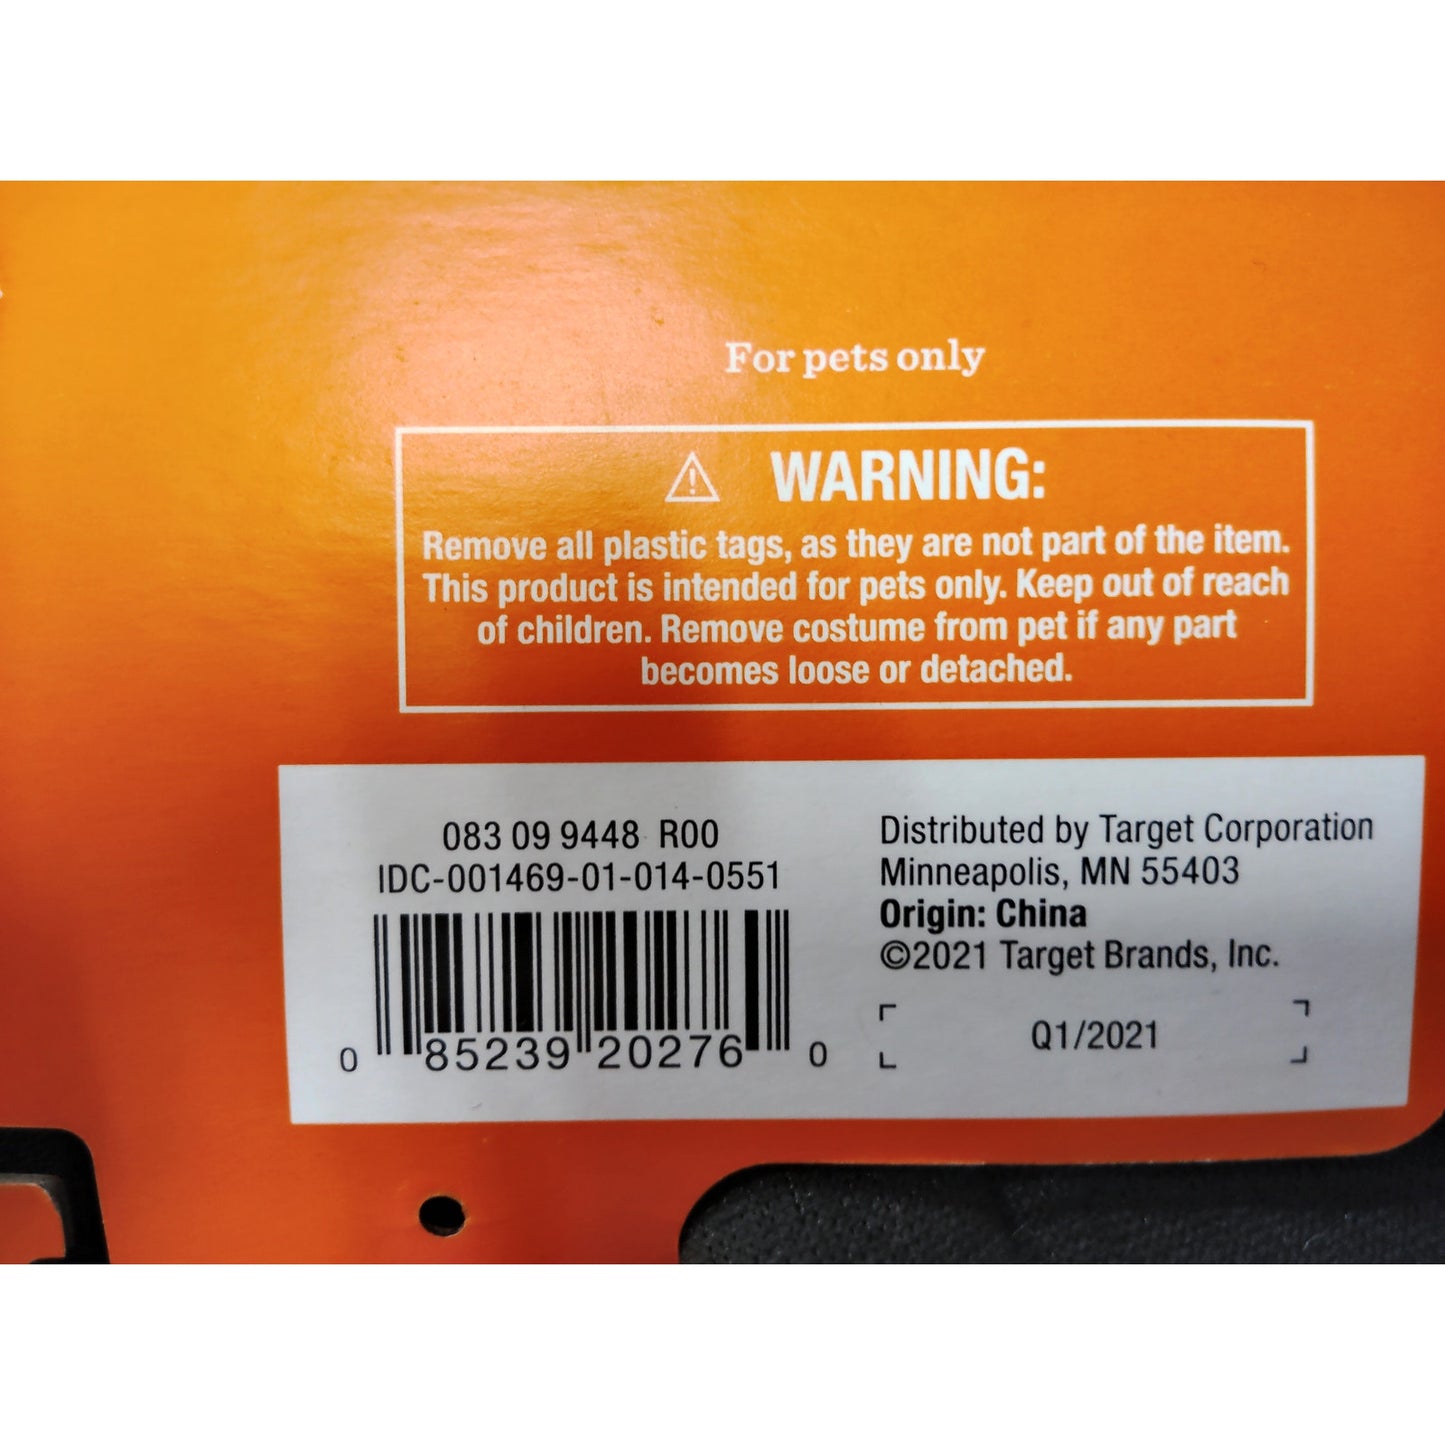 For pets only
WARNING:
Remove all plastic tags, as they are not part of the item.
This product is intended for pets only. Keep out of reach
of children. Remove costume from pet if any part
becomes loose or detached.
083 09 9448 R00
IDC-001469-01-014-0551
0 85239 20276 0
Distributed by Target Corporation
Minneapolis, MN 55403
Origin: China
©2021 Target Brands, Inc.
Q1/2021